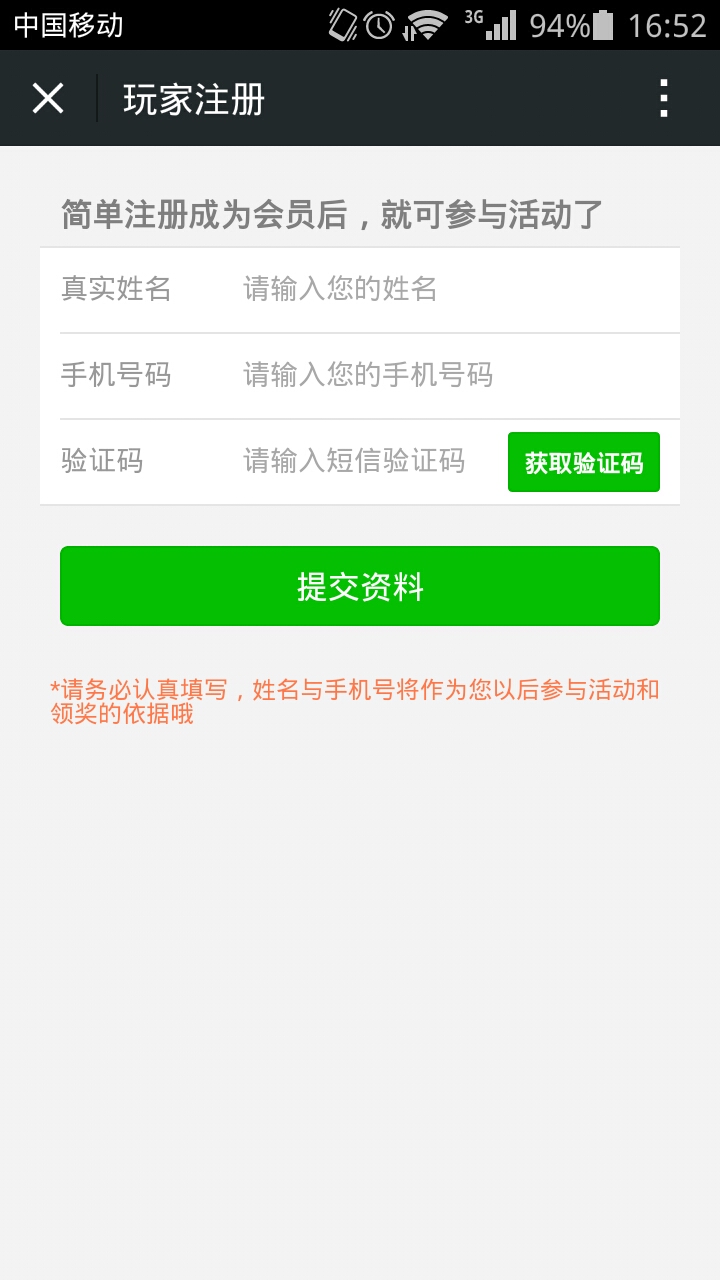 中国移动 3G 94% 16:52
玩家注册
简单注册成为会员后，就可参与活动了
真实姓名 请输入您的姓名
手机号码 请输入您的手机号码
验证码 请输入短信验证码 获取验证码
提交资料
*请务必认真填写，姓名与手机号将作为您以后参与活动和
领奖的依据哦